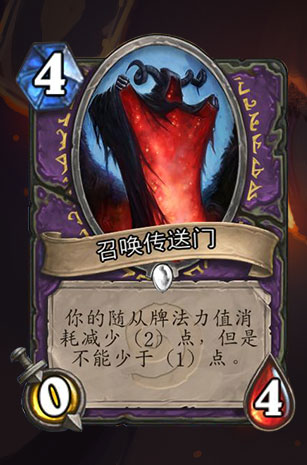 4
召唤传送门
你的随从牌法力值消
耗减少（2）点，但是
不能少于（1）点。
0
4